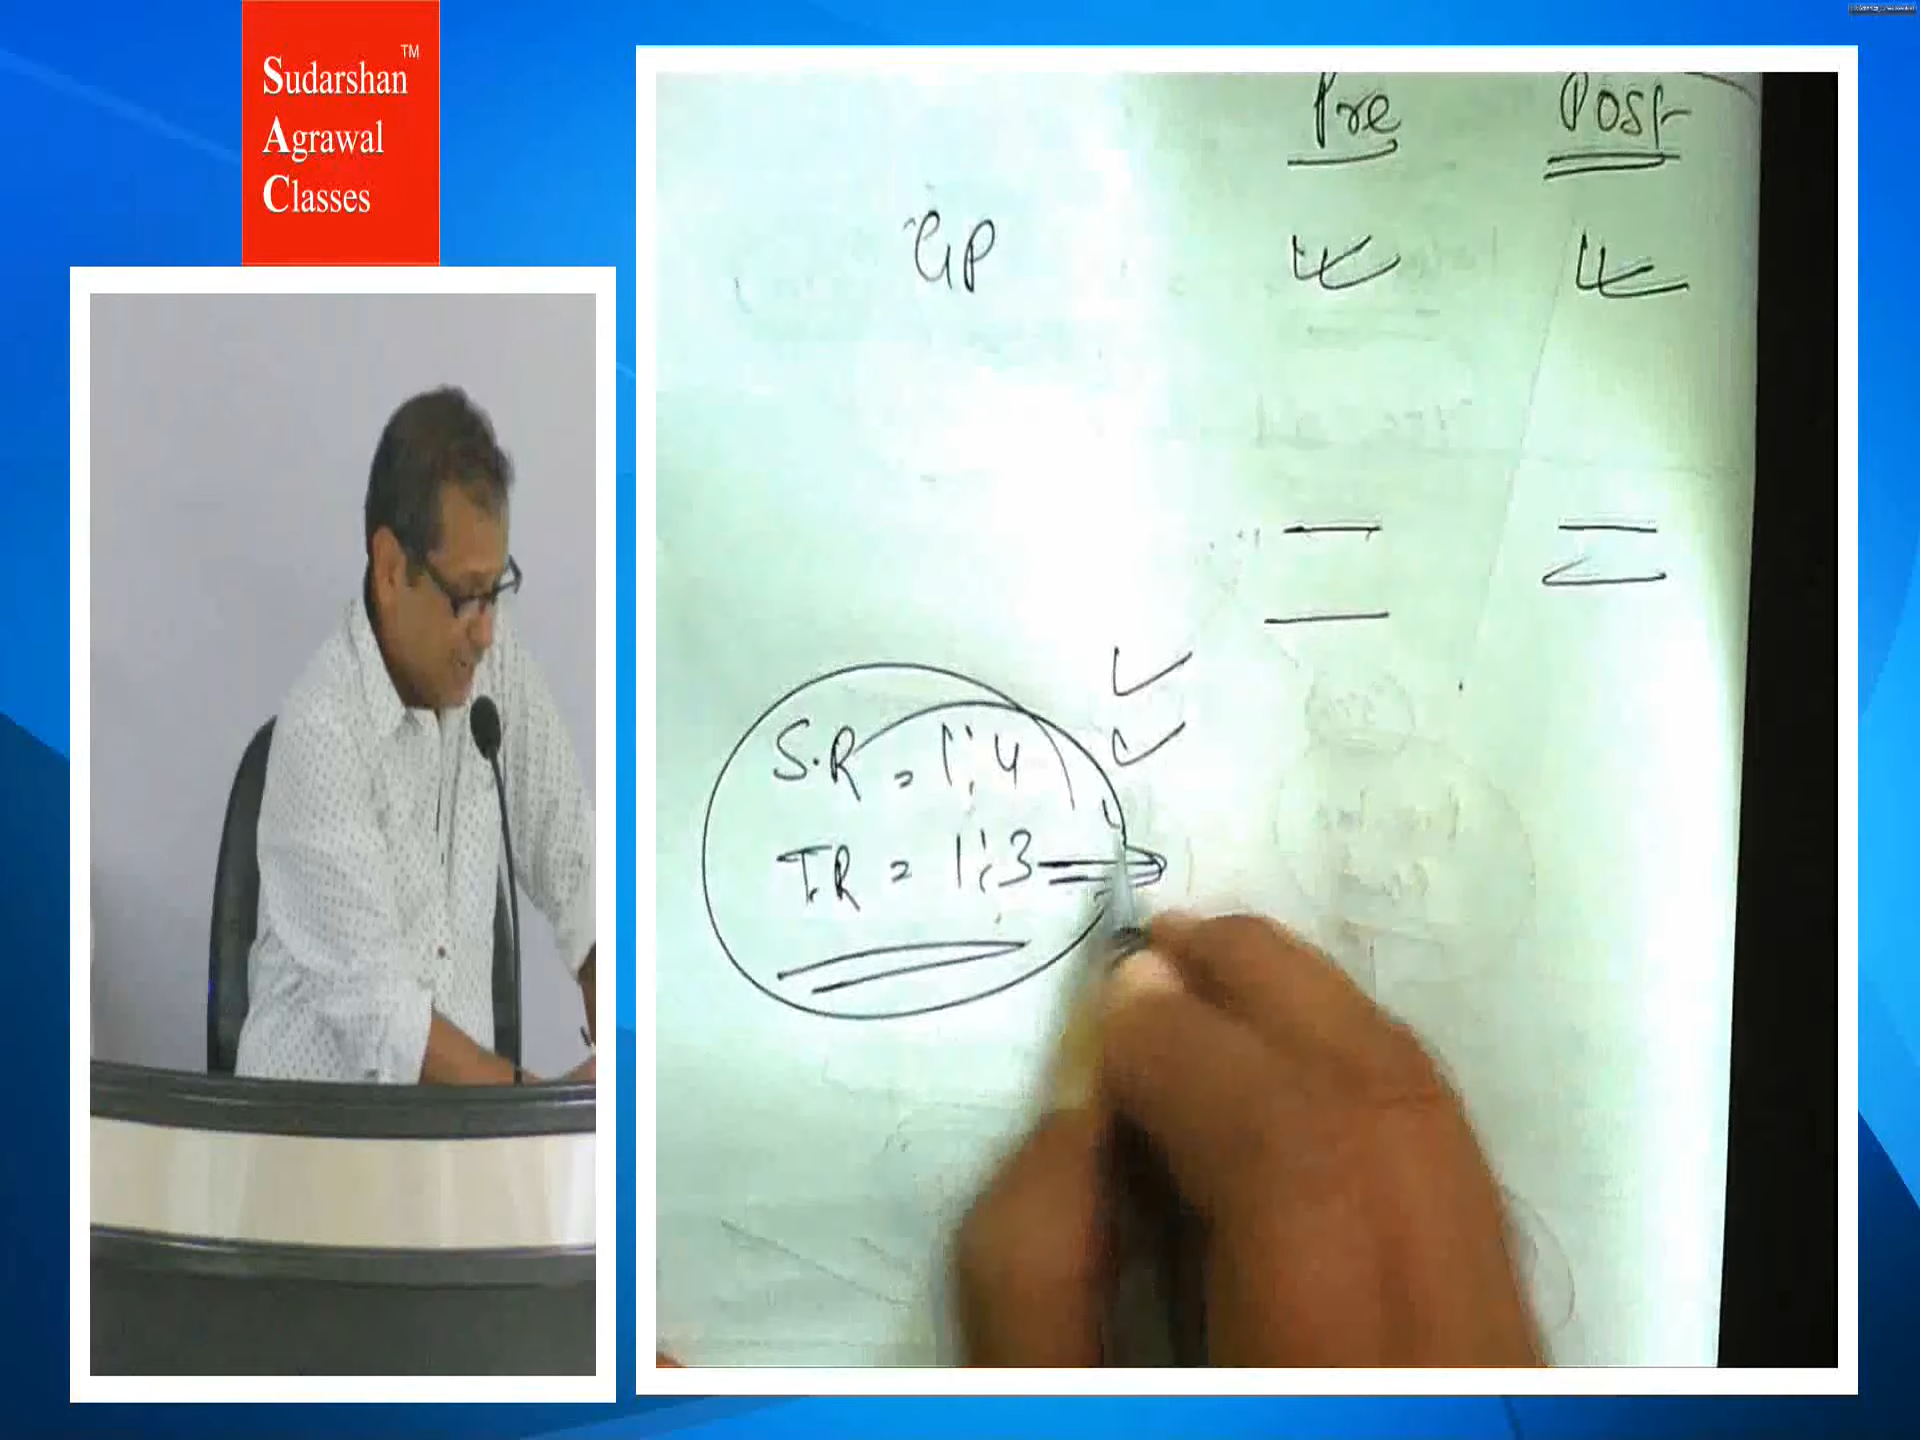 Sudarshan™
Agrawal
Classes
Pre Post
GP
S.R = 1:4
T.R = 1:3